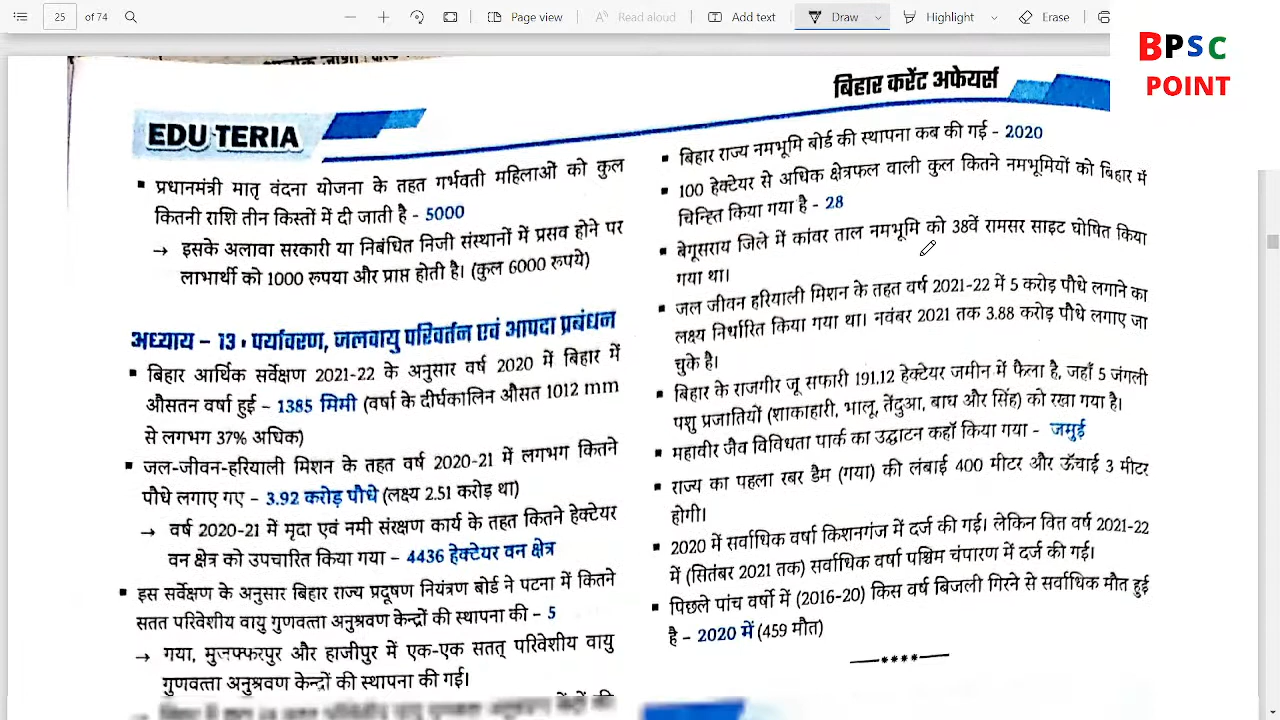 25 of 74
Page view
Read aloud
Add text
Draw
Highlight
Erase
BPSC
POINT
बिहार करेंट अफेयर्स
EDU TERIA
▪ प्रधानमंत्री मातृ वंदना योजना के तहत गर्भवती महिलाओं को कुल
कितनी राशि तीन किस्तों में दी जाती है - 5000
→ इसके अलावा सरकारी या निबंधित निजी संस्थानों में प्रसव होने पर
लाभार्थी को 1000 रुपया और प्राप्त होती है। (कुल 6000 रुपये)
अध्याय - 13 : पर्यावरण, जलवायु परिवर्तन एवं आपदा प्रबंधन
▪ बिहार आर्थिक सर्वेक्षण 2021-22 के अनुसार वर्ष 2020 में बिहार में
औसतन वर्षा हुई - 1385 मिमी (वर्षा के दीर्घकालिन औसत 1012 mm
से लगभग 37% अधिक)
▪ जल-जीवन-हरियाली मिशन के तहत वर्ष 2020-21 में लगभग कितने
पौधे लगाए गए - 3.92 करोड़ पौधे (लक्ष्य 2.51 करोड़ था)
→ वर्ष 2020-21 में मृदा एवं नमी संरक्षण कार्य के तहत कितने हेक्टेयर
वन क्षेत्र को उपचारित किया गया - 4436 हेक्टेयर वन क्षेत्र
▪ इस सर्वेक्षण के अनुसार बिहार राज्य प्रदूषण नियंत्रण बोर्ड ने पटना में कितने
सतत परिवेशीय वायु गुणवत्ता अनुश्रवण केन्द्रों की स्थापना की - 5
→ गया, मुजफ्फरपुर और हाजीपुर में एक-एक सतत् परिवेशीय वायु
गुणवत्ता अनुश्रवण केन्द्रों की स्थापना की गई।
▪ बिहार राज्य नमभूमि बोर्ड की स्थापना कब की गई - 2020
▪ 100 हेक्टेयर से अधिक क्षेत्रफल वाली कुल कितने नमभूमियों को बिहार में
चिन्हित किया गया है - 28
▪ बेगूसराय जिले में कांवर ताल नमभूमि को 38वें रामसर साइट घोषित किया
गया था।
▪ जल जीवन हरियाली मिशन के तहत वर्ष 2021-22 में 5 करोड़ पौधे लगाने का
लक्ष्य निर्धारित किया गया था। नवंबर 2021 तक 3.88 करोड़ पौधे लगाए जा
चुके है।
▪ बिहार के राजगीर जू सफारी 191.12 हेक्टेयर जमीन में फैला है, जहाँ 5 जंगली
पशु प्रजातियों (शाकाहारी, भालू, तेंदुआ, बाघ और सिंह) को रखा गया है।
▪ महावीर जैव विविधता पार्क का उद्घाटन कहाँ किया गया - जमुई
▪ राज्य का पहला रबर डैम (गया) की लंबाई 400 मीटर और ऊँचाई 3 मीटर
होगी।
▪ 2020 में सर्वाधिक वर्षा किशनगंज में दर्ज की गई। लेकिन वित्त वर्ष 2021-22
में (सितंबर 2021 तक) सर्वाधिक वर्षा पश्चिम चंपारण में दर्ज की गई।
▪ पिछले पांच वर्षो में (2016-20) किस वर्ष बिजली गिरने से सर्वाधिक मौत हुई
है - 2020 में (459 मौत)